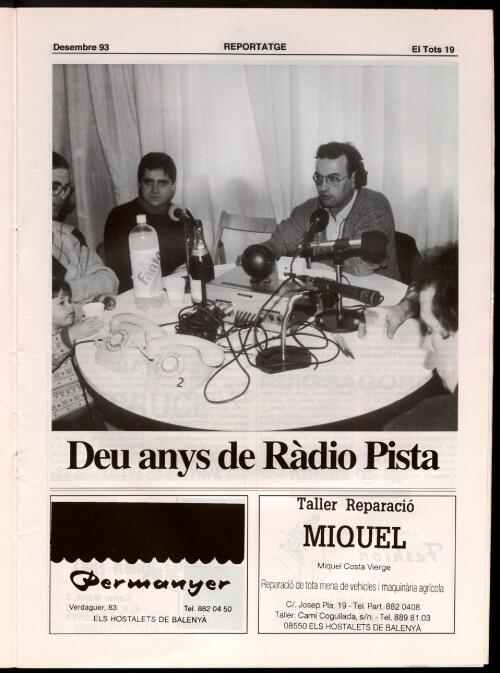 Desembre 93 REPORTATGE El Tots 19
Fanta
2
Deu anys de Ràdio Pista
Permanyer
Verdaguer, 83 Tel. 882 04 50
ELS HOSTALETS DE BALENYÀ
Taller Reparació
MIQUEL
Miquel Costa Vierge
Reparació de tota mena de vehicles i maquinària agrícola.
C/. Josep Pla, 19 - Tel. Part. 882 0408
Taller: Camí Cogullada, s/n. - Tel. 889 81 03
08550 ELS HOSTALETS DE BALENYÀ